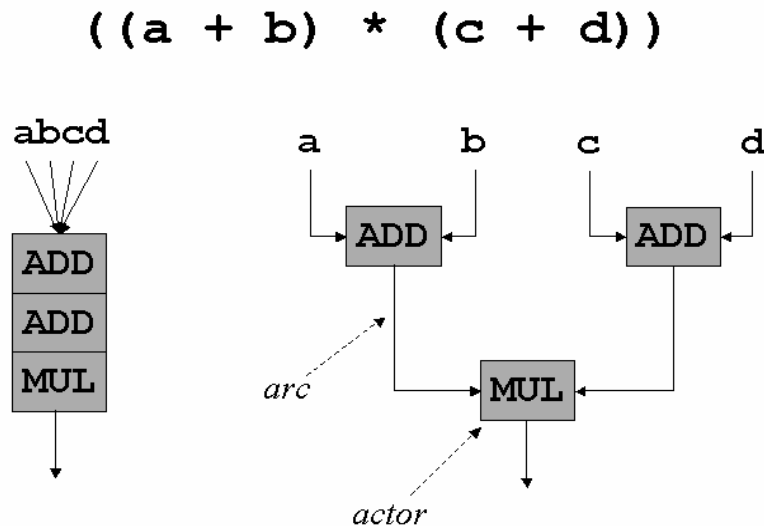 ((a + b) * (c + d))
abcd
a b c d
ADD ADD ADD
ADD
MUL
MUL
arc
actor